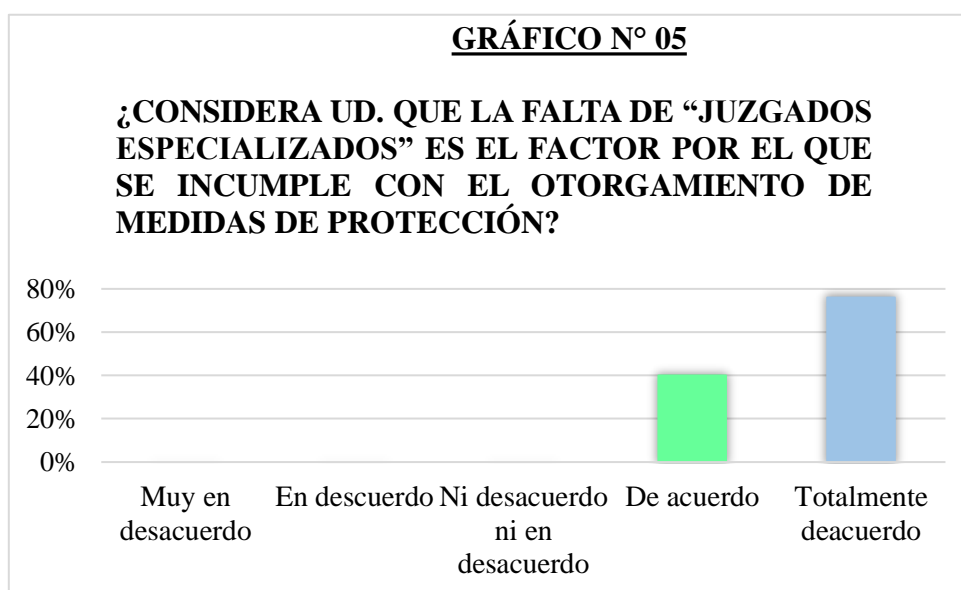 GRÁFICO N° 05
¿CONSIDERA UD. QUE LA FALTA DE “JUZGADOS
ESPECIALIZADOS” ES EL FACTOR POR EL QUE
SE INCUMPLE CON EL OTORGAMIENTO DE
MEDIDAS DE PROTECCIÓN?
80%
60%
40%
20%
0%
Muy en
desacuerdo
En descuerdo
Ni desacuerdo
ni en
desacuerdo
De acuerdo
Totalmente
deacuerdo